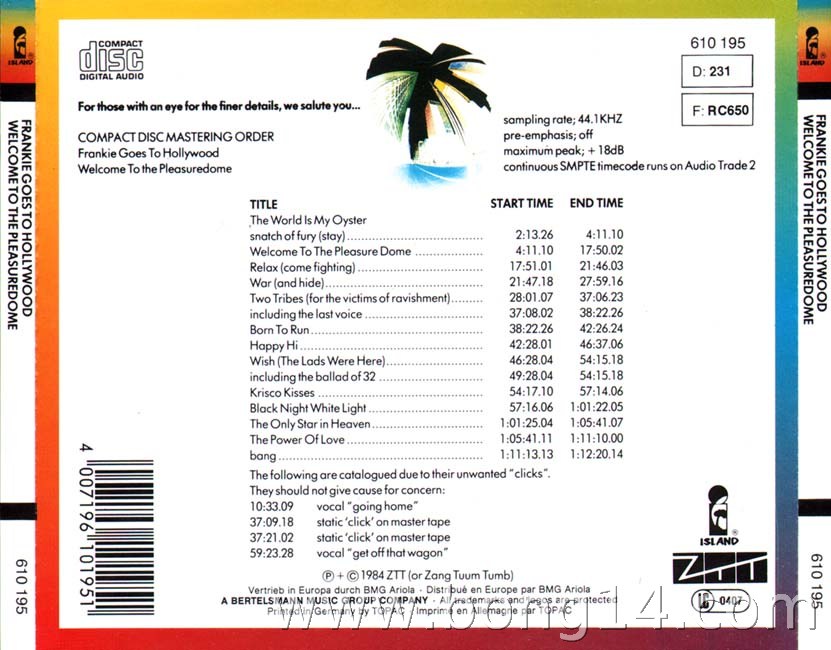 COMPACT
disc
DIGITAL AUDIO
610 195
D: 231
F: RC650
For those with an eye for the finer details, we salute you...
COMPACT DISC MASTERING ORDER
Frankie Goes To Hollywood
Welcome To the Pleasuredome
sampling rate; 44.1KHZ
pre-emphasis; off
maximum peak; + 18dB
continuous SMPTE timecode runs on Audio Trade 2
TITLE START TIME END TIME
The World Is My Oyster
snatch of fury (stay) 2:13.26 4:11.10
Welcome To The Pleasure Dome 4:11.10 17:50.02
Relax (come fighting) 17:51.01 21:46.03
War (and hide) 21:47.18 27:59.16
Two Tribes (for the victims of ravishment) 28:01.07 37:06.23
including the last voice 37:08.02 38:22.26
Born To Run 38:22.26 42:26.24
Happy Hi 42:28.01 46:37.06
Wish (The Lads Were Here) 46:28.04 54:15.18
including the ballad of 32 49:28.04 54:15.18
Krisco Kisses 54:17.10 57:14.06
Black Night White Light 57:16.06 1:01:22.05
The Only Star in Heaven 1:01:25.04 1:05:41.07
The Power Of Love 1:05:41.11 1:11:10.00
bang 1:11:13.13 1:12:20.14
The following are catalogued due to their unwanted "clicks".
They should not give cause for concern:
10:33.09 vocal "going home"
37:09.18 static 'click' on master tape
37:21.02 static 'click' on master tape
59:23.28 vocal "get off that wagon"
℗ + © 1984 ZTT (or Zang Tuum Tumb)
Vertrieb in Europa durch BMG Ariola - Distribué en Europe par BMG Ariola
A BERTELSMANN MUSIC GROUP COMPANY - All trademarks and logos are protected
Printed in Germany by TOPAC - Imprimé en Allemagne par TOPAC
ISLAND
ZTT
LC 0407
4 007196 101951
ISLAND
FRANKIE GOES TO HOLLYWOOD
WELCOME TO THE PLEASUREDOME
610 195
ISLAND
FRANKIE GOES TO HOLLYWOOD
WELCOME TO THE PLEASUREDOME
610 195
www.bong14.com